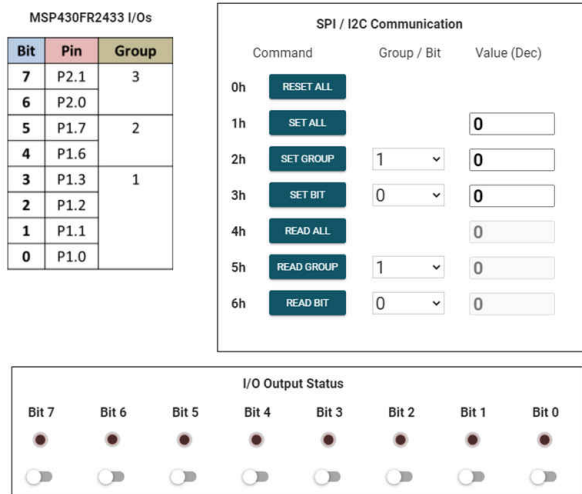 MSP430FR2433 I/Os
Bit Pin Group
7 P2.1 3
6 P2.0
5 P1.7 2
4 P1.6
3 P1.3 1
2 P1.2
1 P1.1
0 P1.0
SPI / I2C Communication
Command Group / Bit Value (Dec)
0h RESET ALL
1h SET ALL 0
2h SET GROUP 1 0
3h SET BIT 0 0
4h READ ALL 0
5h READ GROUP 1 0
6h READ BIT 0 0
I/O Output Status
Bit 7 Bit 6 Bit 5 Bit 4 Bit 3 Bit 2 Bit 1 Bit 0